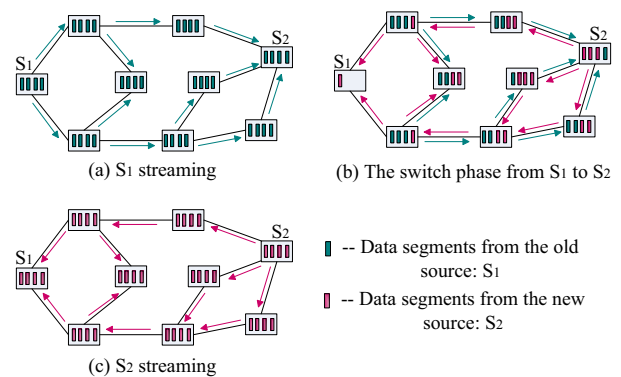 S1
S2
(a) S1 streaming
S1
S2
(b) The switch phase from S1 to S2
S1
S2
(c) S2 streaming
-- Data segments from the old
source: S1
-- Data segments from the new
source: S2